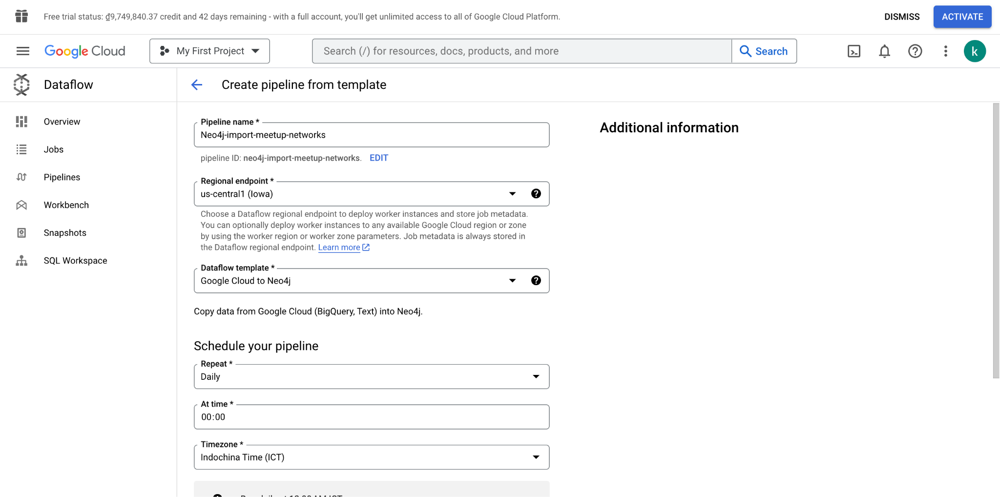 Free trial status: ₫9,749,840.37 credit and 42 days remaining - with a full account, you'll get unlimited access to all of Google Cloud Platform.
DISMISS
ACTIVATE
Google Cloud
My First Project
Search (/) for resources, docs, products, and more
Search
k
Dataflow
Create pipeline from template
Overview
Jobs
Pipelines
Workbench
Snapshots
SQL Workspace
Pipeline name *
Neo4j-import-meetup-networks
pipeline ID: neo4j-import-meetup-networks. EDIT
Regional endpoint *
us-central1 (Iowa)
Choose a Dataflow regional endpoint to deploy worker instances and store job metadata.
You can optionally deploy worker instances to any available Google Cloud region or zone
by using the worker region or worker zone parameters. Job metadata is always stored in
the Dataflow regional endpoint. Learn more
Dataflow template *
Google Cloud to Neo4j
Copy data from Google Cloud (BigQuery, Text) into Neo4j.
Schedule your pipeline
Repeat *
Daily
At time *
00:00
Timezone *
Indochina Time (ICT)
Additional information